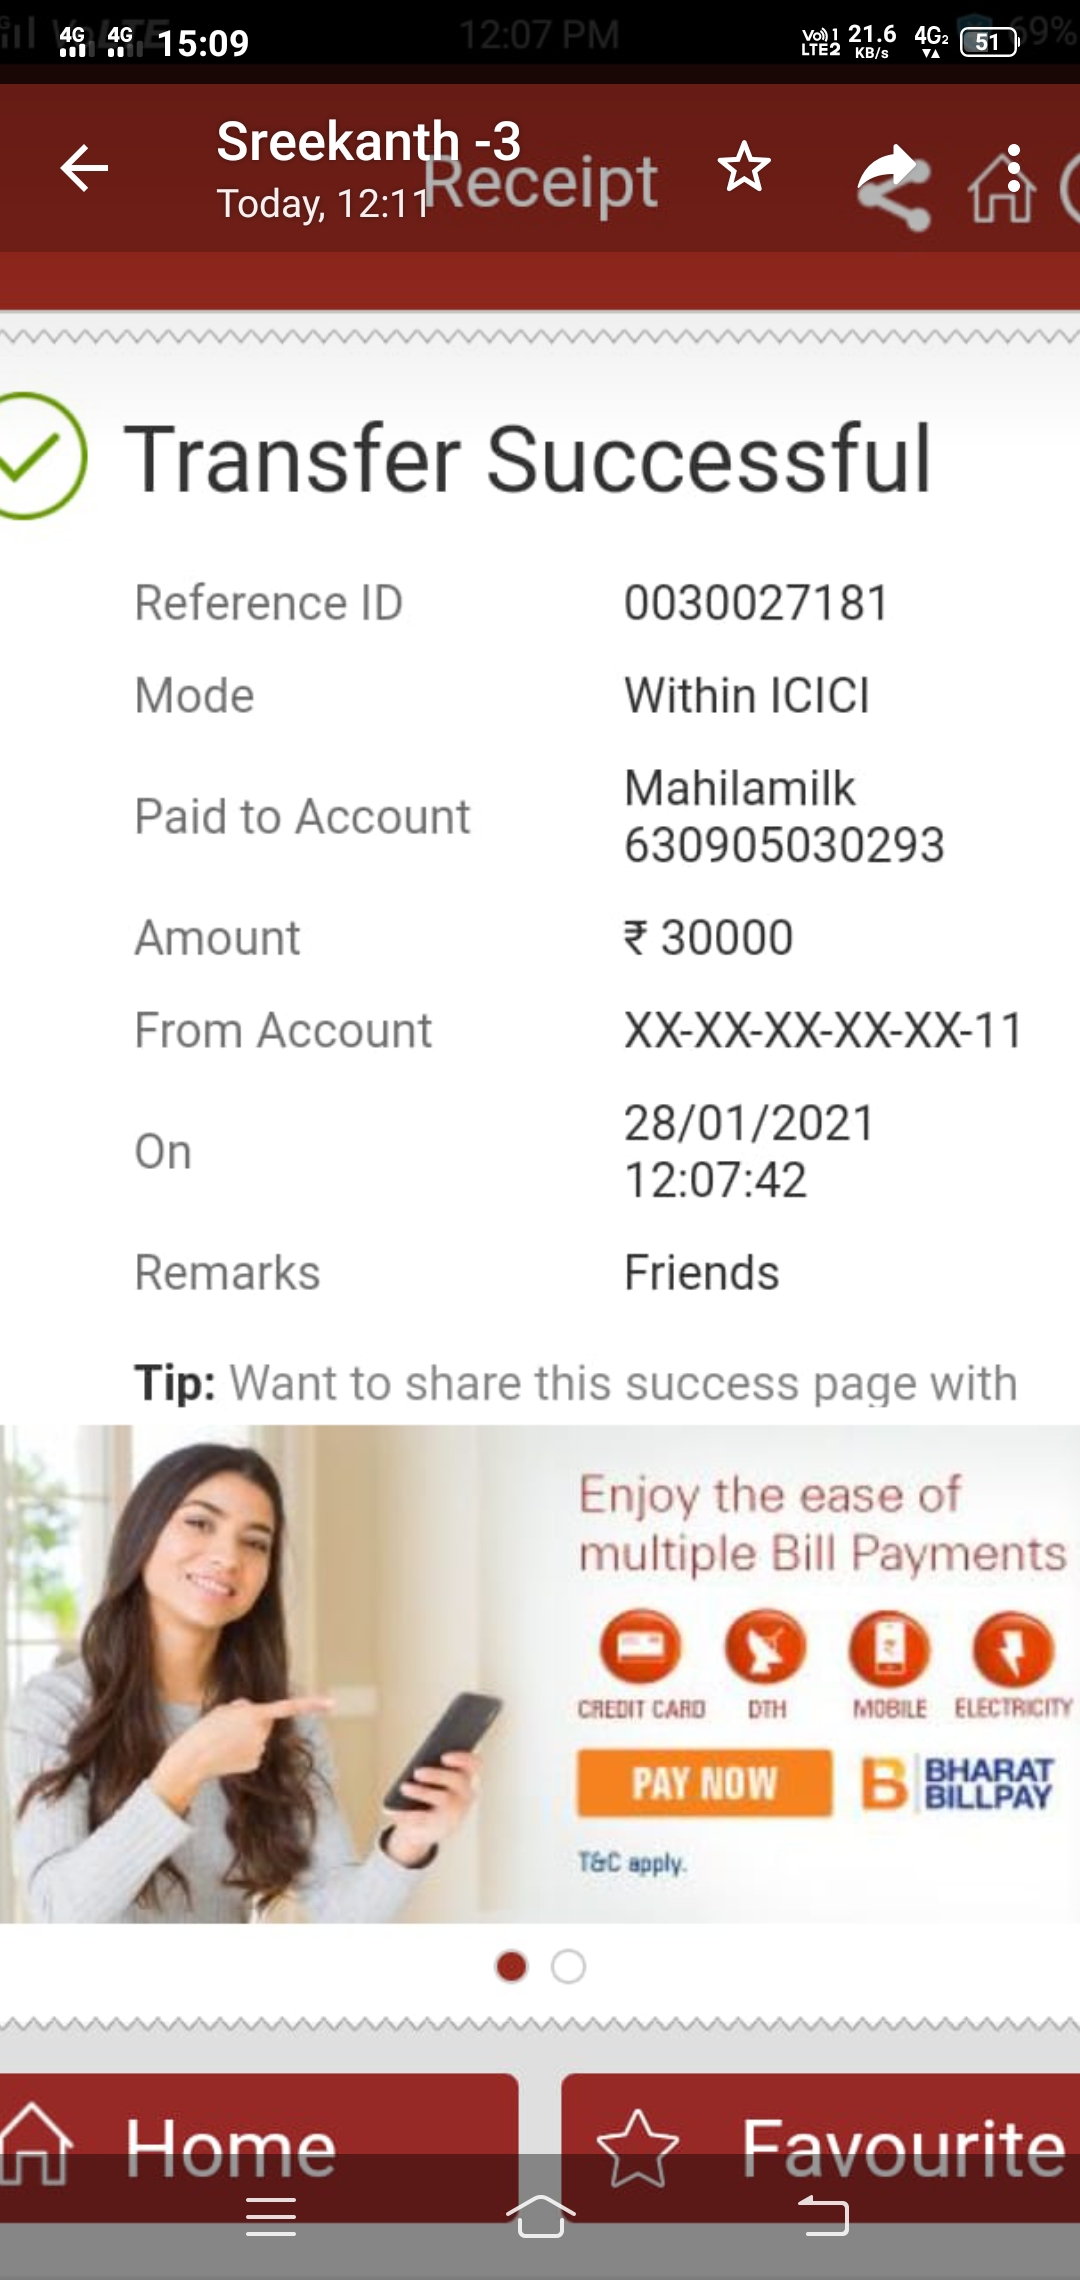 VoLTE 12:07 PM 69%
4G 4G 15:09 Vo)) 1 LTE2 21.6 KB/s 4G2 51
Sreekanth -3
Today, 12:11
Receipt
Transfer Successful
Reference ID 0030027181
Mode Within ICICI
Paid to Account Mahilamilk
630905030293
Amount ₹ 30000
From Account XX-XX-XX-XX-XX-11
On 28/01/2021
12:07:42
Remarks Friends
Tip: Want to share this success page with
Enjoy the ease of
multiple Bill Payments
CREDIT CARD DTH MOBILE ELECTRICITY
PAY NOW B BHARAT
BILLPAY
T&C apply.
Home Favourite